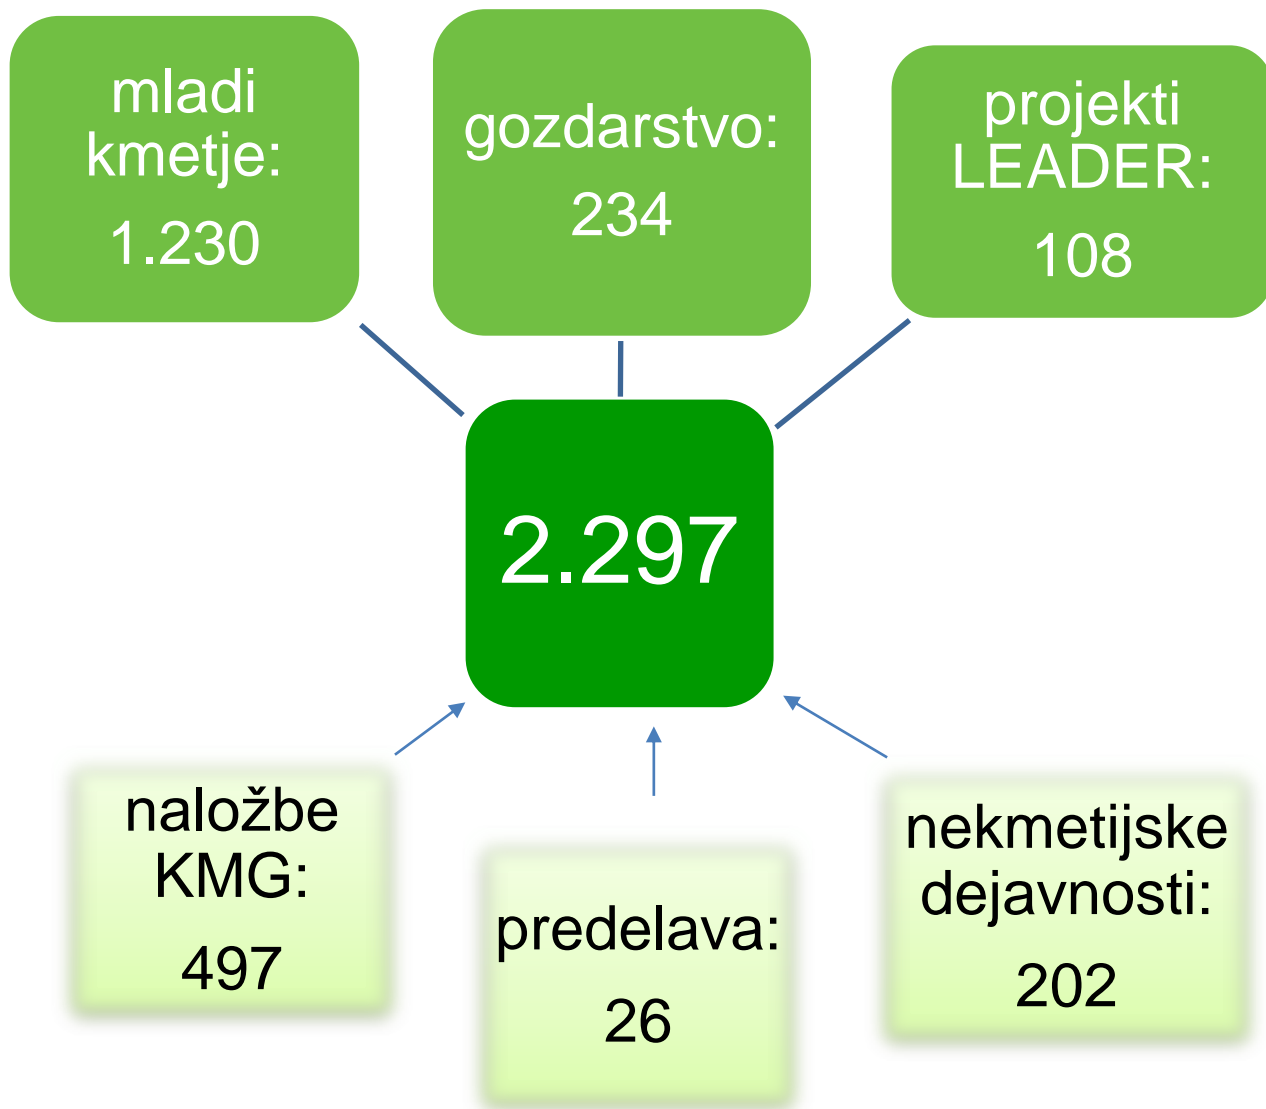 mladi
kmetje:
1.230
gozdarstvo:
234
projekti
LEADER:
108
2.297
naložbe
KMG:
497
predelava:
26
nekmetijske
dejavnosti:
202